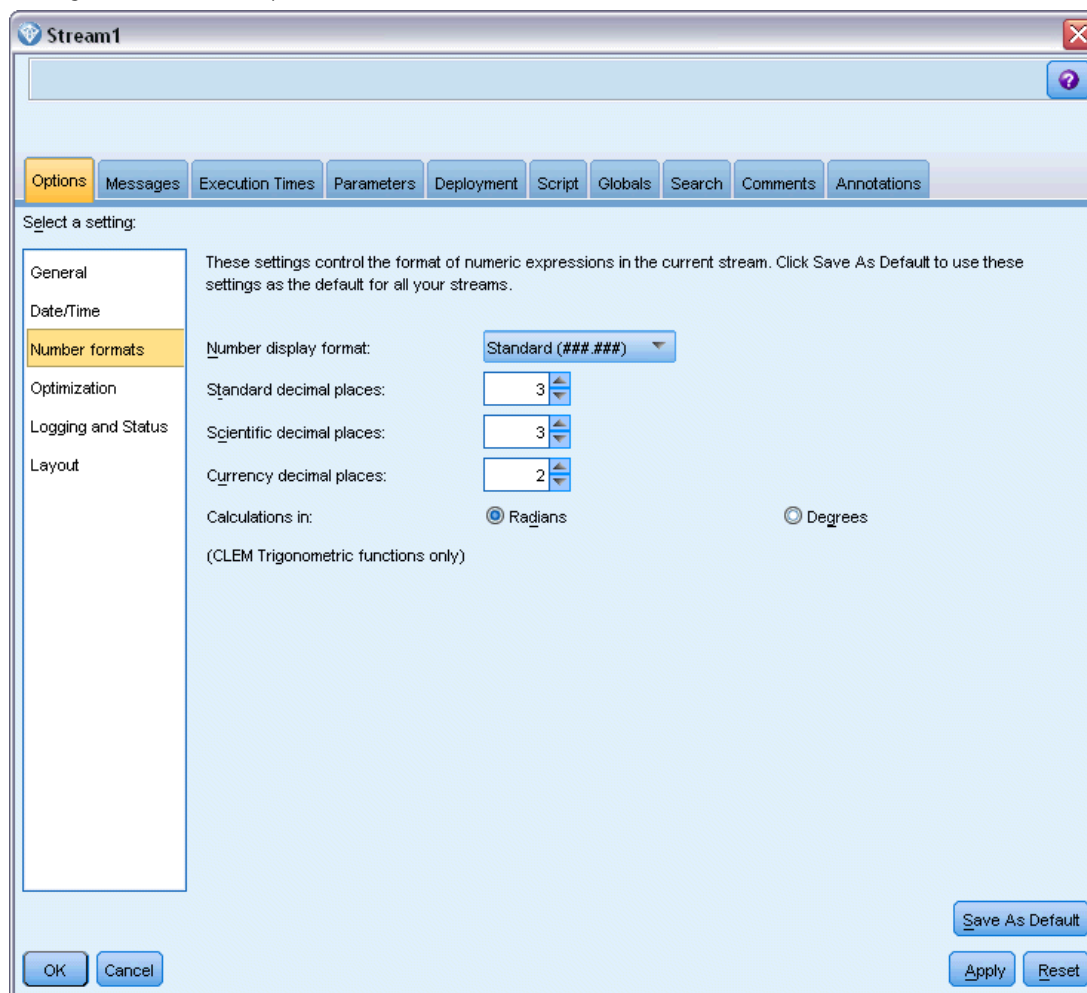 Stream1
Options Messages Execution Times Parameters Deployment Script Globals Search Comments Annotations
Select a setting:
General
Date/Time
Number formats
Optimization
Logging and Status
Layout
These settings control the format of numeric expressions in the current stream. Click Save As Default to use these
settings as the default for all your streams.
Number display format: Standard (###.###)
Standard decimal places: 3
Scientific decimal places: 3
Currency decimal places: 2
Calculations in: Radians Degrees
(CLEM Trigonometric functions only)
Save As Default
OK Cancel Apply Reset